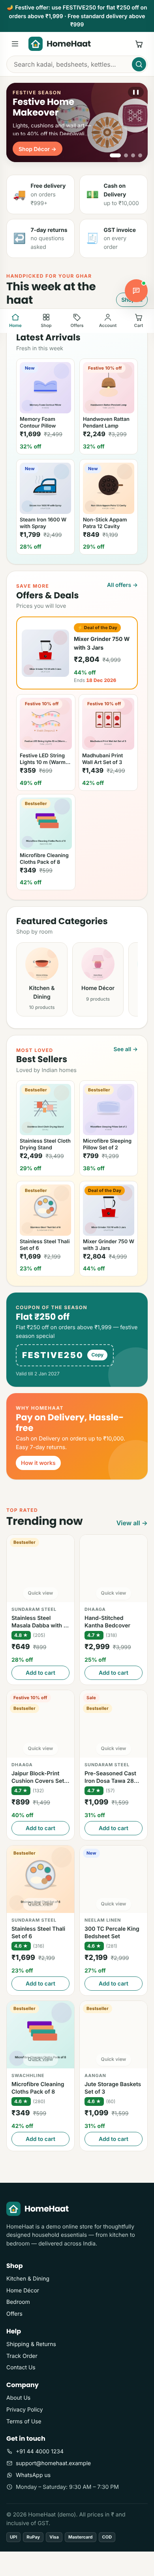 🪔 Festive offer: use FESTIVE250 for flat ₹250 off on
orders above ₹1,999 · Free standard delivery above
₹999
HomeHaat
Search kadai, bedsheets, kettles…
FESTIVE SEASON
Festive Home
Makeover
Lights, cushions and wall art —
up to 40% off this Deepavali.
Shop Décor →
Free delivery
on orders
₹999+
Cash on
Delivery
up to ₹10,000
7-day returns
no questions
asked
GST invoice
on every
order
HANDPICKED FOR YOUR GHAR
This week at the
haat
Home
Shop
Offers
Account
Cart
Latest Arrivals
Fresh in this week
New
Memory Foam
Contour Pillow
₹1,699 ₹2,499
32% off
Festive 10% off
Handwoven Rattan
Pendant Lamp
₹2,249 ₹3,299
32% off
New
Steam Iron 1600 W
with Spray
₹1,799 ₹2,499
28% off
New
Non-Stick Appam
Patra 12 Cavity
₹849 ₹1,199
29% off
SAVE MORE
Offers & Deals
Prices you will love
All offers →
Deal of the Day
Mixer Grinder 750 W
with 3 Jars
₹2,804 ₹4,999
44% off
Ends 18 Dec 2026
Festive 10% off
Festive LED String
Lights 10 m (Warm…
₹359 ₹699
49% off
Festive 10% off
Madhubani Print
Wall Art Set of 3
₹1,439 ₹2,499
42% off
Bestseller
Microfibre Cleaning
Cloths Pack of 8
₹349 ₹599
42% off
Featured Categories
Shop by room
Kitchen &
Dining
10 products
Home Décor
9 products
MOST LOVED
Best Sellers
Loved by Indian homes
See all →
Bestseller
Stainless Steel Cloth
Drying Stand
₹2,499 ₹3,499
29% off
Bestseller
Microfibre Sleeping
Pillow Set of 2
₹799 ₹1,299
38% off
Bestseller
Stainless Steel Thali
Set of 6
₹1,699 ₹2,199
23% off
Deal of the Day
Mixer Grinder 750 W
with 3 Jars
₹2,804 ₹4,999
44% off
COUPON OF THE SEASON
Flat ₹250 off
Flat ₹250 off on orders above ₹1,999 — festive
season special
FESTIVE250
Copy
Valid till 2 Jan 2027
WHY HOMEHAAT
Pay on Delivery, Hassle-
free
Cash on Delivery on orders up to ₹10,000.
Easy 7-day returns.
How it works
TOP RATED
Trending now
View all →
Bestseller
Quick view
SUNDARAM STEEL
Stainless Steel
Masala Dabba with …
4.8 ★
₹649 ₹899
28% off
Add to cart
Quick view
DHAAGA
Hand-Stitched
Kantha Bedcover
4.7 ★
₹2,999 ₹3,999
25% off
Add to cart
Festive 10% off
Bestseller
Quick view
DHAAGA
Jaipur Block-Print
Cushion Covers Set…
4.7 ★
₹899 ₹1,499
40% off
Add to cart
Sale
Bestseller
Quick view
SUNDARAM STEEL
Pre-Seasoned Cast
Iron Dosa Tawa 28…
4.7 ★
₹1,099 ₹1,599
31% off
Add to cart
Bestseller
Quick view
SUNDARAM STEEL
Stainless Steel Thali
Set of 6
4.6 ★
₹1,699 ₹2,199
23% off
Add to cart
New
Quick view
NEELAM LINEN
300 TC Percale King
Bedsheet Set
4.6 ★
₹2,199 ₹2,999
27% off
Add to cart
Bestseller
Quick view
SWACHHLINE
Microfibre Cleaning
Cloths Pack of 8
4.6 ★
₹349 ₹599
42% off
Add to cart
Bestseller
Quick view
AANGAN
Jute Storage Baskets
Set of 3
4.6 ★
₹1,099 ₹1,599
31% off
Add to cart
HomeHaat
HomeHaat is a demo online store for thoughtfully
designed household essentials — from kitchen to
bedroom — delivered across India.
Shop
Kitchen & Dining
Home Décor
Bedroom
Offers
Help
Shipping & Returns
Track Order
Contact Us
Company
About Us
Privacy Policy
Terms of Use
Get in touch
+91 44 4000 1234
support@homehaat.example
WhatsApp us
Monday – Saturday: 9:30 AM – 7:30 PM
© 2026 HomeHaat (demo). All prices in ₹ and
inclusive of GST.
UPI RuPay Visa Mastercard COD